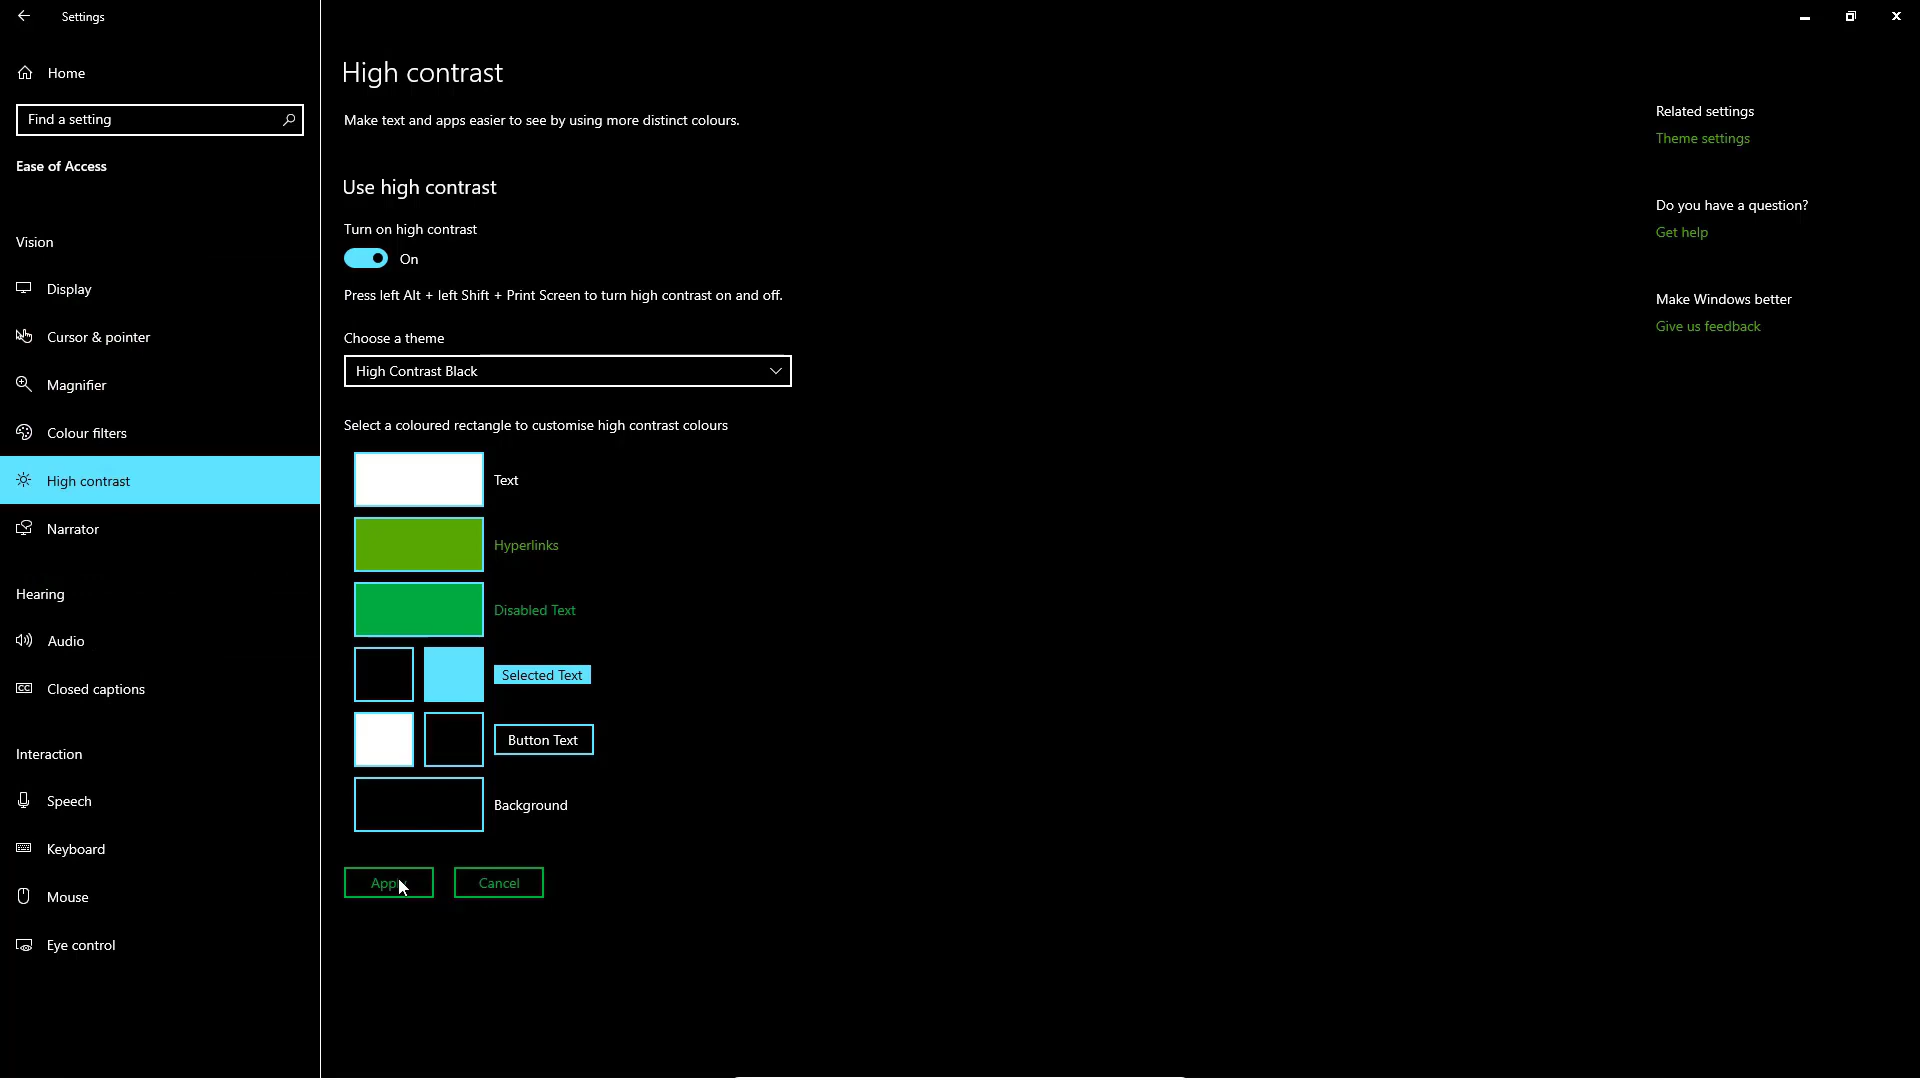 Settings
Home
Find a setting
Ease of Access
Vision
Display
Cursor & pointer
Magnifier
Colour filters
High contrast
Narrator
Hearing
Audio
CC
Closed captions
Interaction
Speech
Keyboard
Mouse
Eye control
High contrast
Make text and apps easier to see by using more distinct colours.
Use high contrast
Turn on high contrast
On
Press left Alt + left Shift + Print Screen to turn high contrast on and off.
Choose a theme
High Contrast Black
Select a coloured rectangle to customise high contrast colours
Text
Hyperlinks
Disabled Text
Selected Text
Button Text
Background
Cancel
Related settings
Theme settings
Do you have a question?
Get help
Make Windows better
Give us feedback